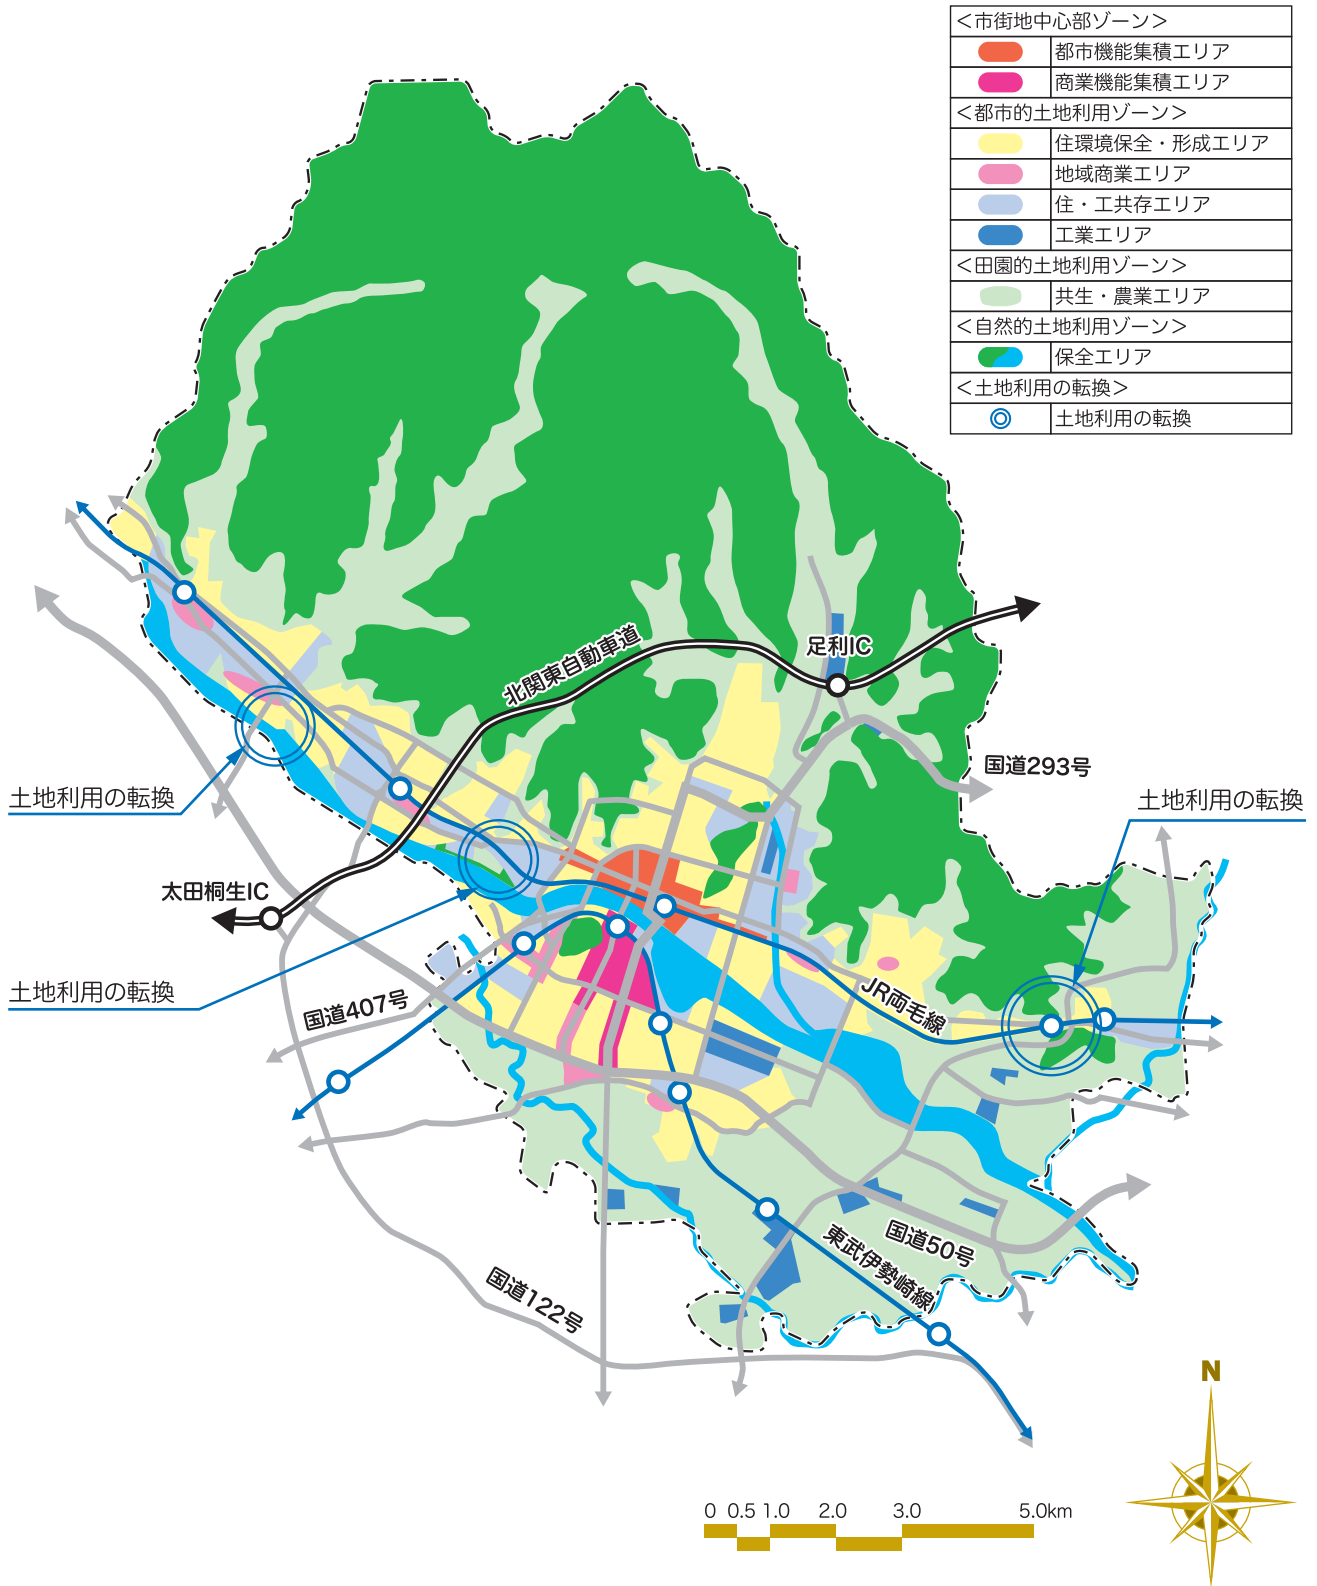 ＜市街地中心部ゾーン＞
都市機能集積エリア
商業機能集積エリア
＜都市的土地利用ゾーン＞
住環境保全・形成エリア
地域商業エリア
住・工共存エリア
工業エリア
＜田園的土地利用ゾーン＞
共生・農業エリア
＜自然的土地利用ゾーン＞
保全エリア
＜土地利用の転換＞
土地利用の転換
北関東自動車道
足利IC
国道293号
土地利用の転換
土地利用の転換
太田桐生IC
土地利用の転換
国道407号
JR両毛線
国道50号
東武伊勢崎線
国道122号
N
0 0.5 1.0 2.0 3.0 5.0km